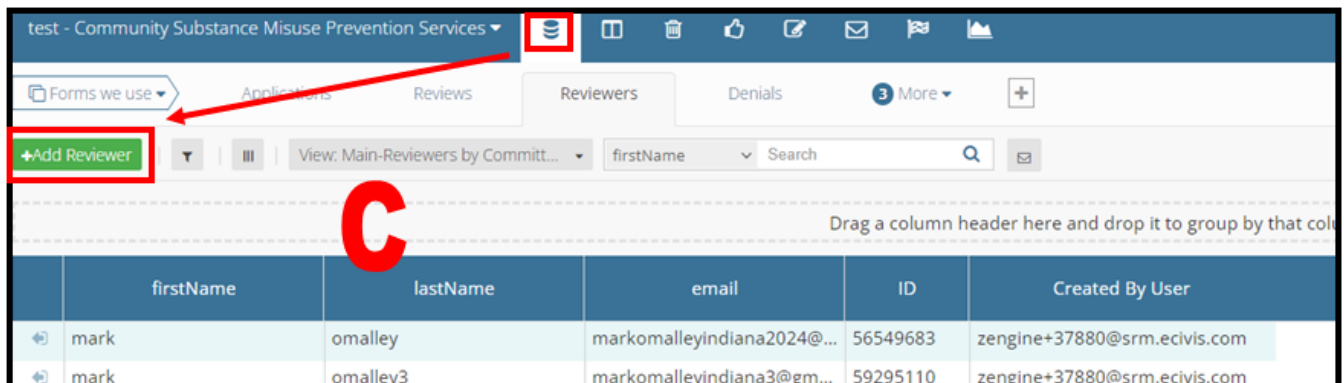 test - Community Substance Misuse Prevention Services
Forms we use Applications Reviews Reviewers Denials 3 More +
+Add Reviewer View: Main-Reviewers by Committ... firstName Search
C
Drag a column header here and drop it to group by that colu
firstName lastName email ID Created By User
mark omalley markomalleyindiana2024@... 56549683 zengine+37880@srm.ecivis.com
mark omalley3 markomalleyindiana3@gm... 59295110 zengine+37880@srm.ecivis.com